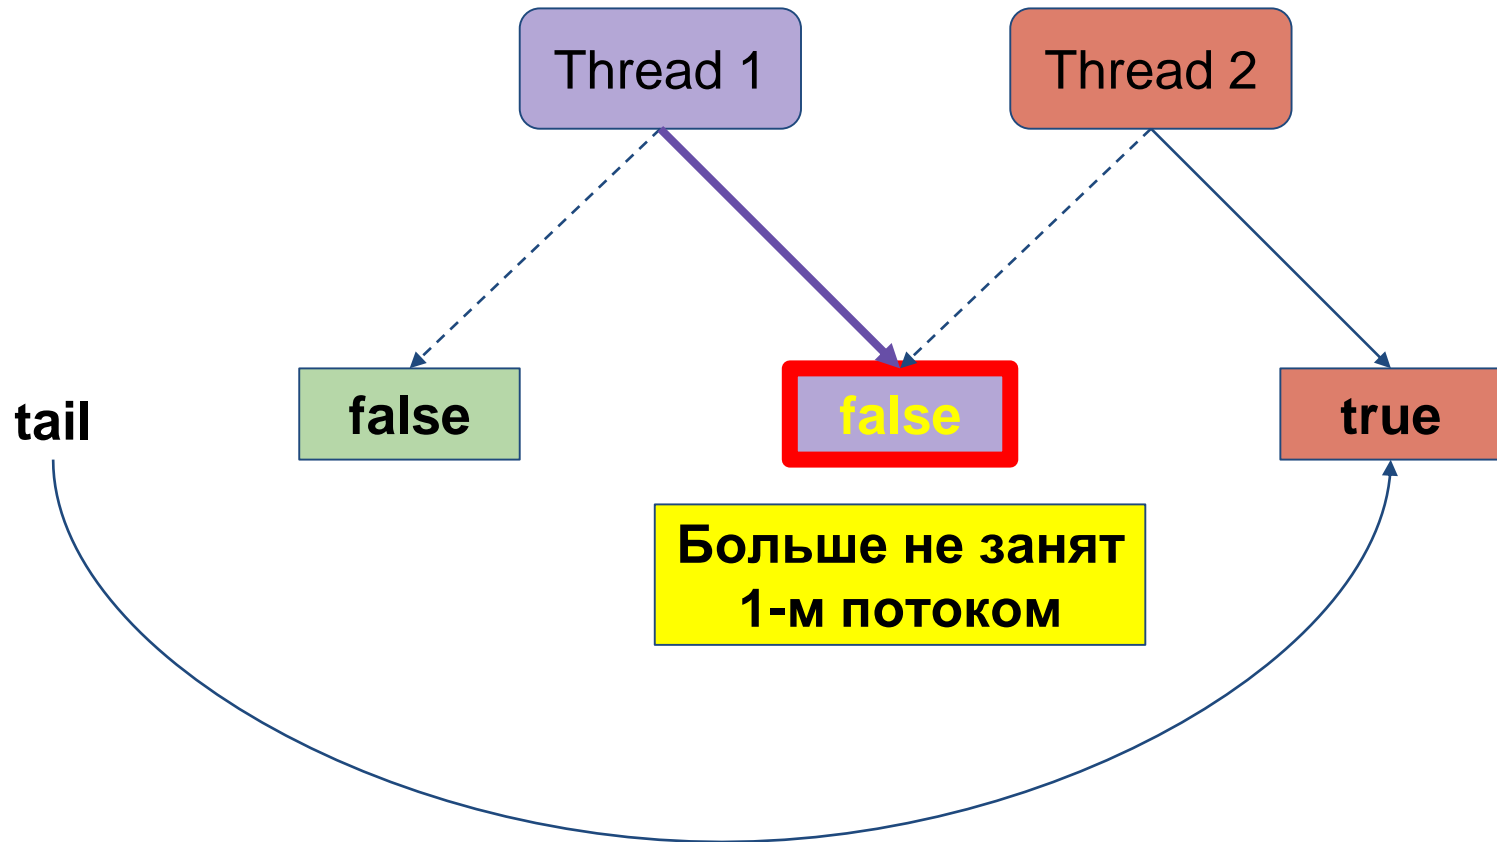 Thread 1
Thread 2
tail
false
false
true
Больше не занят
1-м потоком